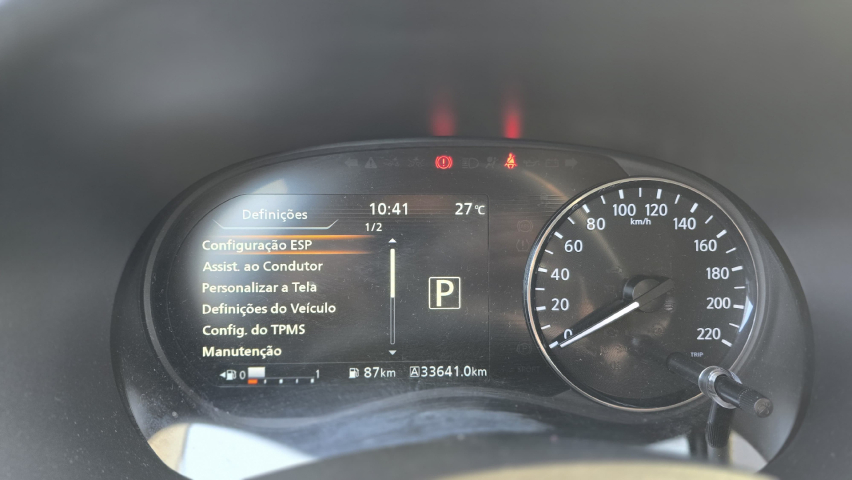 Definições 10:41 27°C
1/2
Configuração ESP
Assist. ao Condutor
Personalizar a Tela
Definições do Veículo
Config. do TPMS
Manutenção
P
0 1 87km A33641.0km
0 20 40 60 80 100 120 140 160 180 200 220
km/h
TRIP